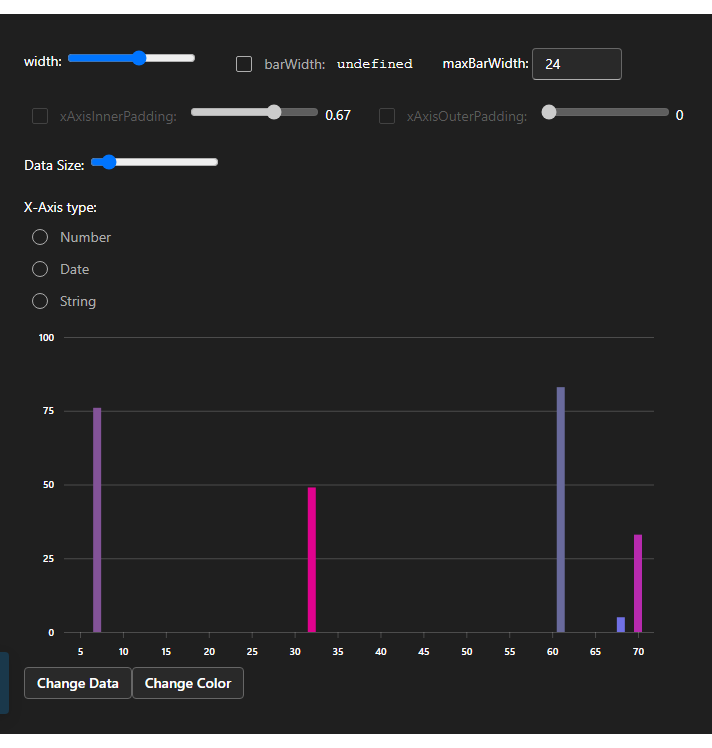 width: barWidth: undefined maxBarWidth: 24
xAxisInnerPadding: 0.67 xAxisOuterPadding: 0
Data Size:
X-Axis type:
Number
Date
String
100
75
50
25
0
5 10 15 20 25 30 35 40 45 50 55 60 65 70
Change Data Change Color